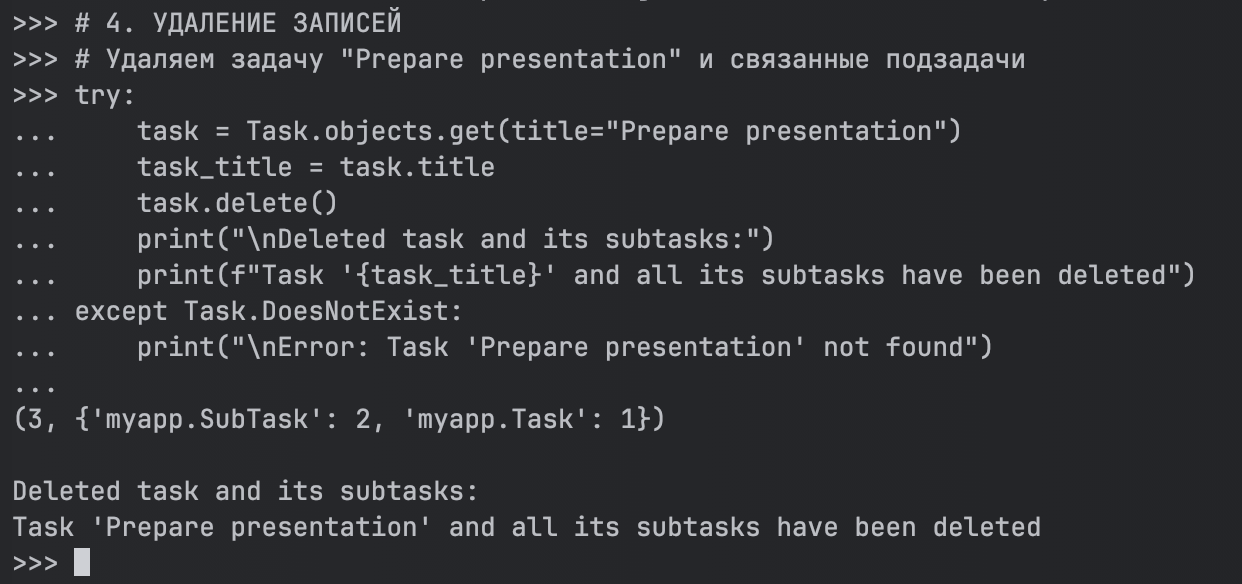 >>> # 4. УДАЛЕНИЕ ЗАПИСЕЙ
>>> # Удаляем задачу "Prepare presentation" и связанные подзадачи
>>> try:
...     task = Task.objects.get(title="Prepare presentation")
...     task_title = task.title
...     task.delete()
...     print("\nDeleted task and its subtasks:")
...     print(f"Task '{task_title}' and all its subtasks have been deleted")
... except Task.DoesNotExist:
...     print("\nError: Task 'Prepare presentation' not found")
...
(3, {'myapp.SubTask': 2, 'myapp.Task': 1})

Deleted task and its subtasks:
Task 'Prepare presentation' and all its subtasks have been deleted
>>>